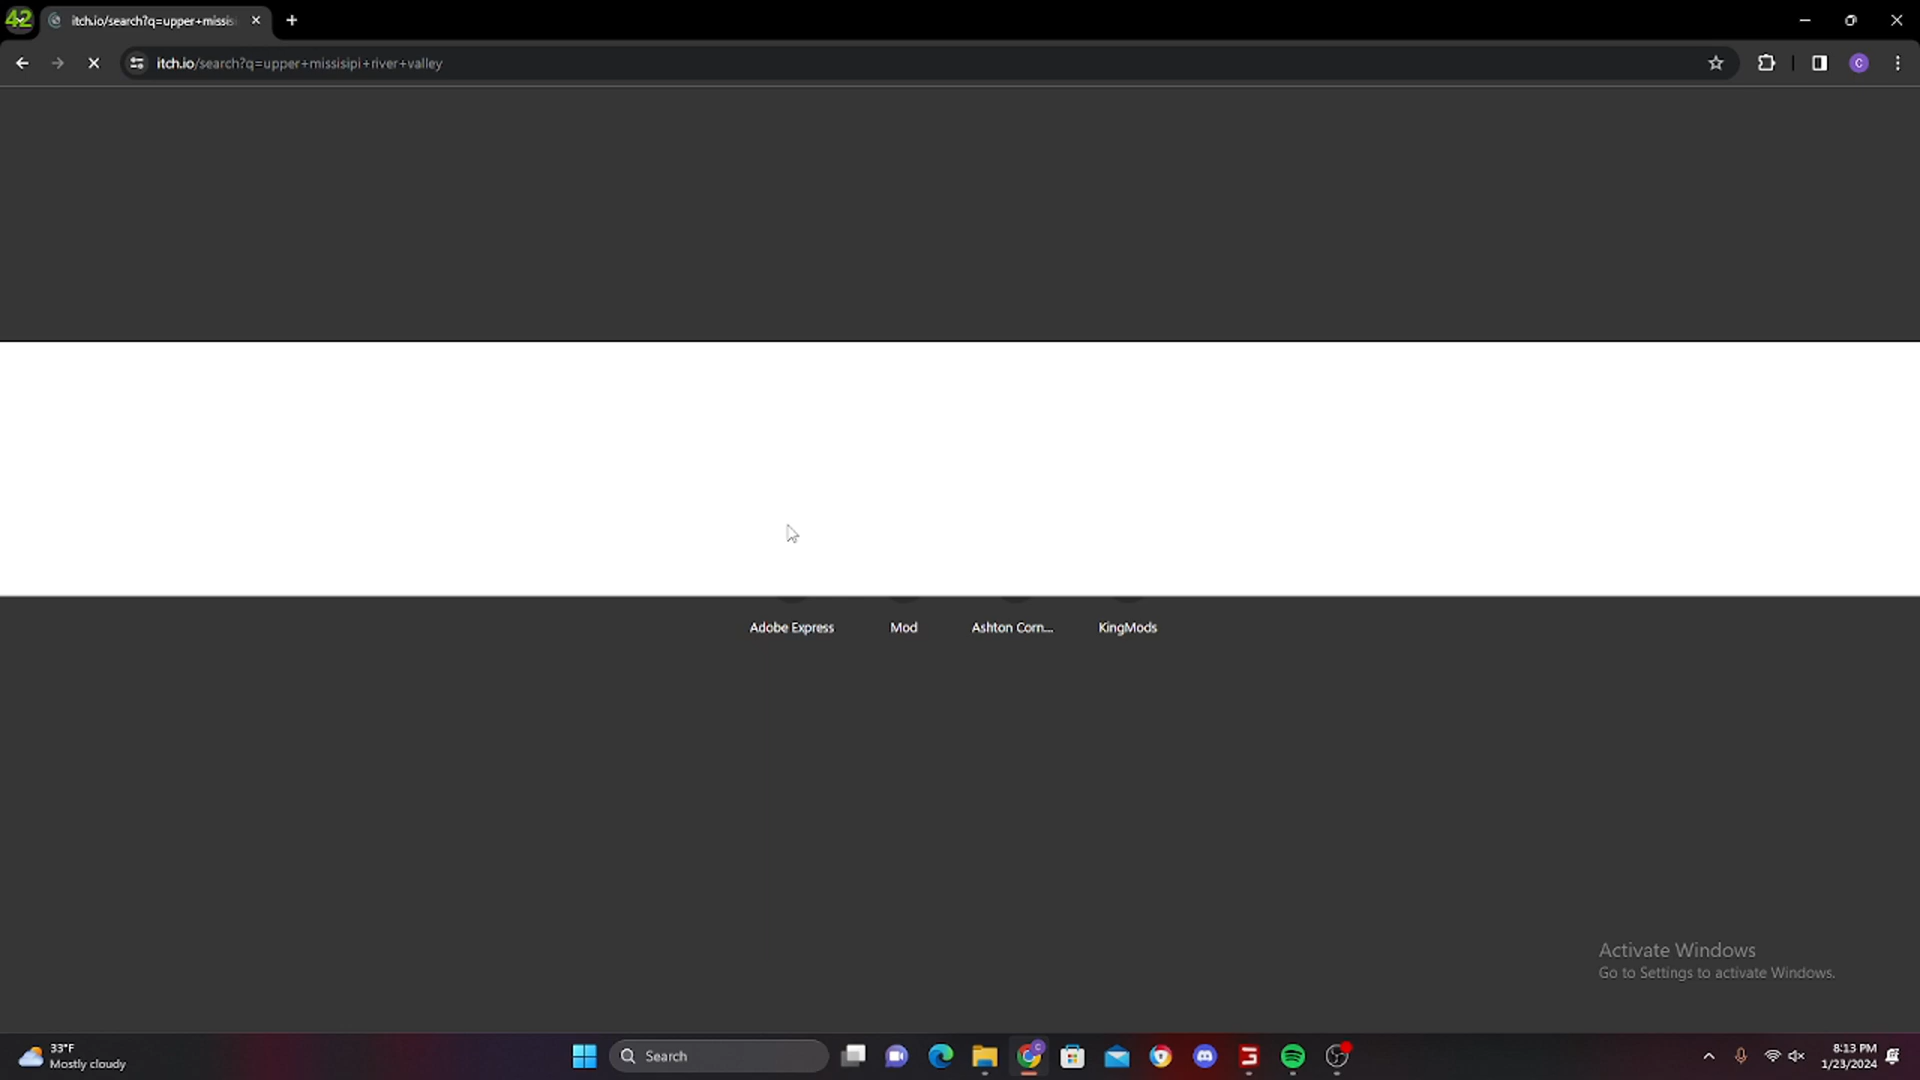 42
itch.io/search?q=upper+missis
itch.io/search?q=upper+missisipi+river+valley
C
Adobe Express
Mod
Ashton Corn...
KingMods
Activate Windows
Go to Settings to activate Windows.
33°F
Mostly cloudy
Search
C
8:13 PM
1/23/2024